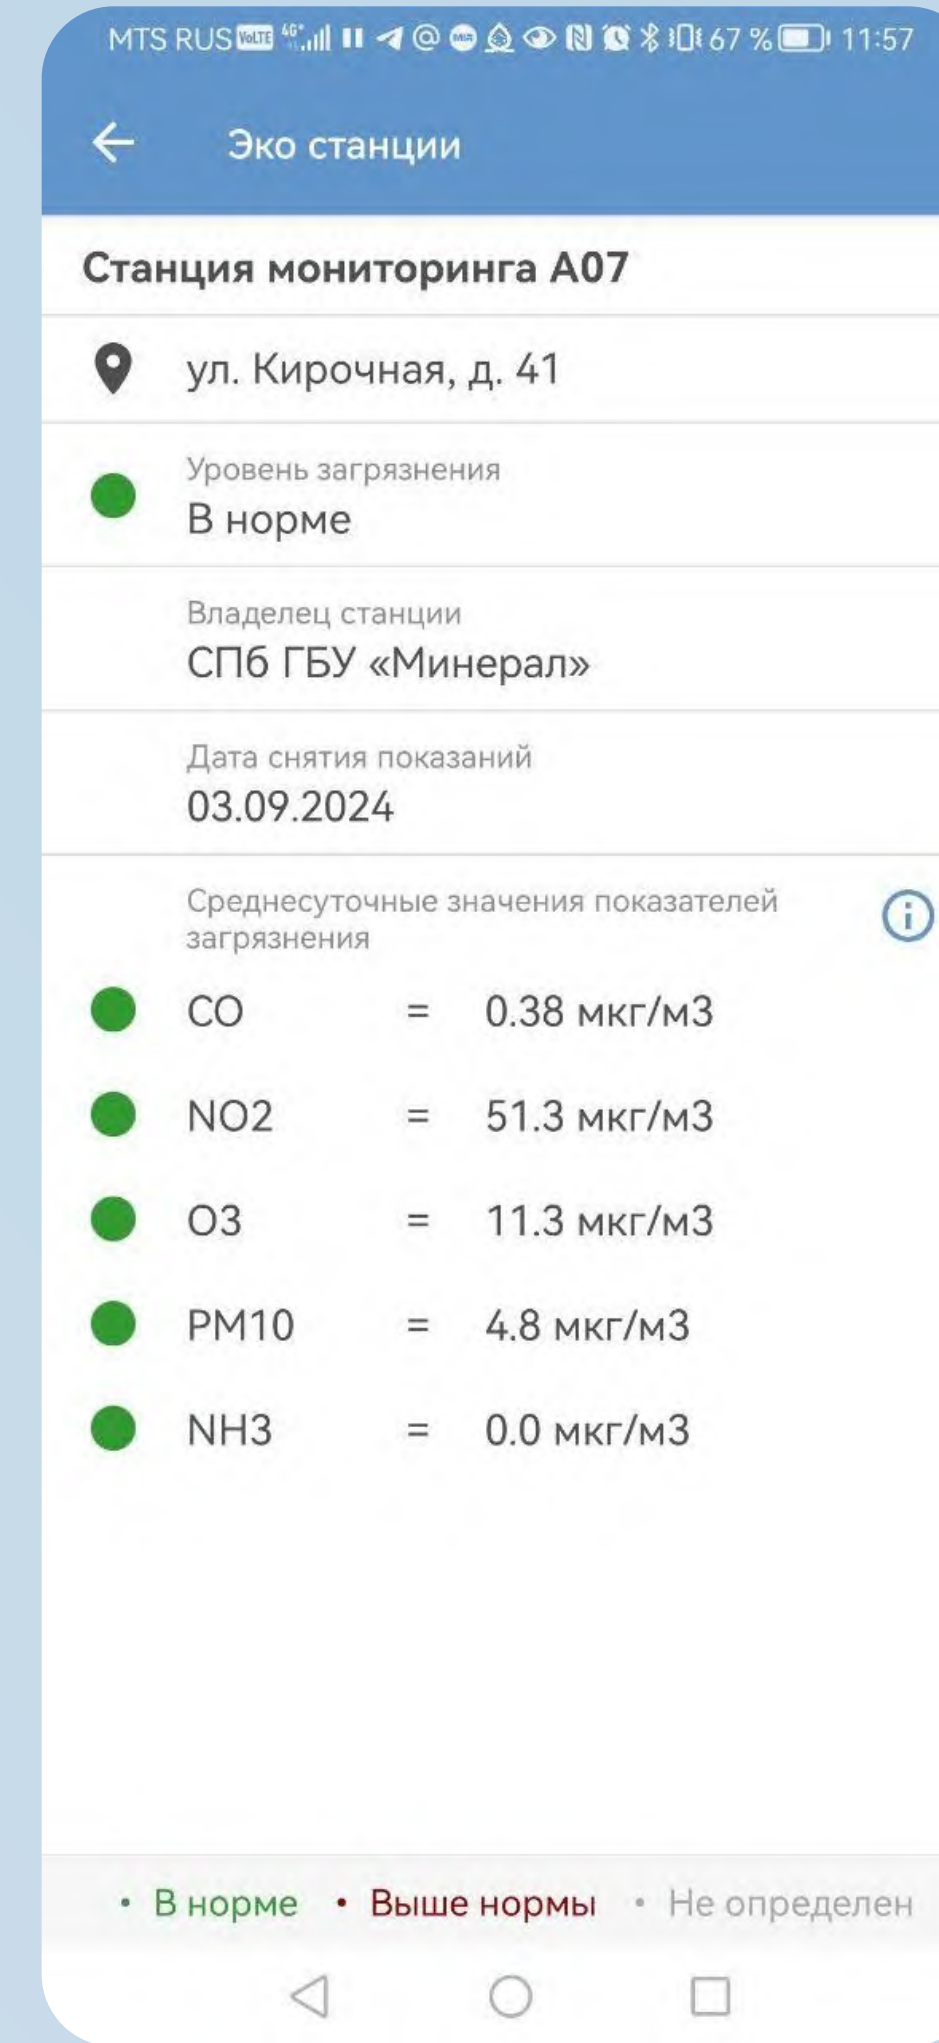 MTS RUS VoLTE 4G 67 % 11:57
Эко станции
Станция мониторинга А07
ул. Кирочная, д. 41
Уровень загрязнения
В норме
Владелец станции
СПб ГБУ «Минерал»
Дата снятия показаний
03.09.2024
Среднесуточные значения показателей
загрязнения
CO = 0.38 мкг/м3
NO2 = 51.3 мкг/м3
O3 = 11.3 мкг/м3
PM10 = 4.8 мкг/м3
NH3 = 0.0 мкг/м3
• В норме • Выше нормы • Не определен